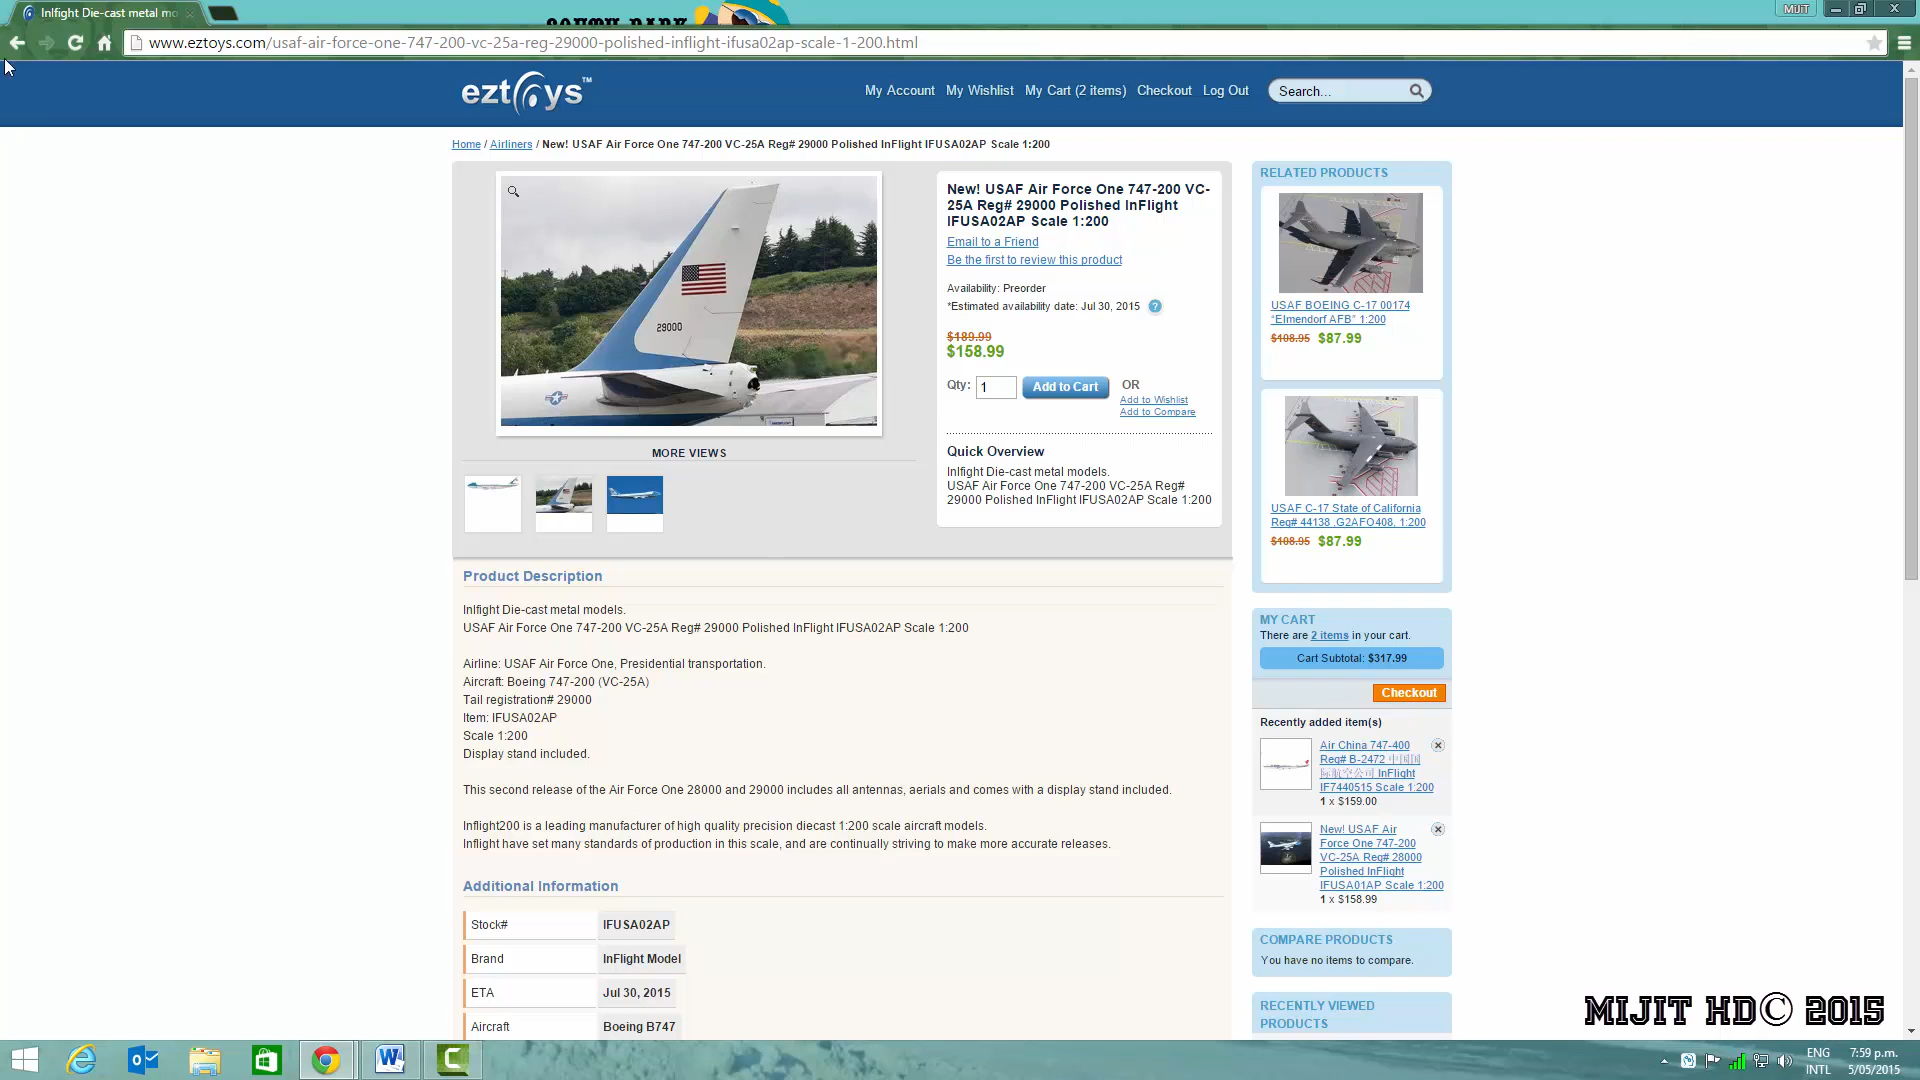 Inlfight Die-cast metal mo
MIJIT
www.eztoys.com/usaf-air-force-one-747-200-vc-25a-reg-29000-polished-inflight-ifusa02ap-scale-1-200.html
eztoys™
My Account My Wishlist My Cart (2 items) Checkout Log Out Search...
Home / Airliners / New! USAF Air Force One 747-200 VC-25A Reg# 29000 Polished InFlight IFUSA02AP Scale 1:200
29000
MORE VIEWS
New! USAF Air Force One 747-200 VC-
25A Reg# 29000 Polished InFlight
IFUSA02AP Scale 1:200
Email to a Friend
Be the first to review this product
Availability: Preorder
*Estimated availability date: Jul 30, 2015 ?
$189.99
$158.99
Qty: 1 Add to Cart OR
Add to Wishlist
Add to Compare
Quick Overview
Inlfight Die-cast metal models.
USAF Air Force One 747-200 VC-25A Reg#
29000 Polished InFlight IFUSA02AP Scale 1:200
Product Description
Inlfight Die-cast metal models.
USAF Air Force One 747-200 VC-25A Reg# 29000 Polished InFlight IFUSA02AP Scale 1:200
Airline: USAF Air Force One, Presidential transportation.
Aircraft: Boeing 747-200 (VC-25A)
Tail registration# 29000
Item: IFUSA02AP
Scale 1:200
Display stand included.
This second release of the Air Force One 28000 and 29000 includes all antennas, aerials and comes with a display stand included.
Inflight200 is a leading manufacturer of high quality precision diecast 1:200 scale aircraft models.
Inflight have set many standards of production in this scale, and are continually striving to make more accurate releases.
Additional Information
Stock# IFUSA02AP
Brand InFlight Model
ETA Jul 30, 2015
Aircraft Boeing B747
RELATED PRODUCTS
USAF BOEING C-17 00174
"Elmendorf AFB" 1:200
$108.95 $87.99
USAF C-17 State of California
Reg# 44138 ,G2AFO408, 1:200
$108.95 $87.99
MY CART
There are 2 items in your cart.
Cart Subtotal: $317.99
Checkout
Recently added item(s)
Air China 747-400
Reg# B-2472 中国国
际航空公司 InFlight
IF7440515 Scale 1:200
1 x $159.00
New! USAF Air
Force One 747-200
VC-25A Reg# 28000
Polished InFlight
IFUSA01AP Scale 1:200
1 x $158.99
COMPARE PRODUCTS
You have no items to compare.
RECENTLY VIEWED
PRODUCTS
MIJIT HD© 2015
ENG
INTL
7:59 p.m.
5/05/2015